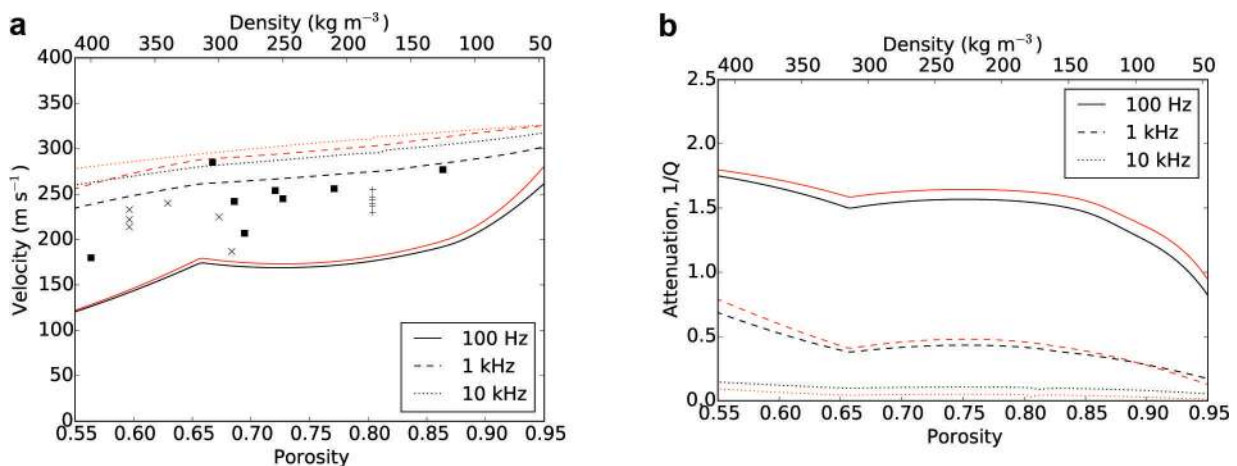 a
Density (kg m⁻³)
400 350 300 250 200 150 100 50
400
350
300
250
200
150
100
50
0
Velocity (m s⁻¹)
100 Hz
1 kHz
10 kHz
0.55 0.60 0.65 0.70 0.75 0.80 0.85 0.90 0.95
Porosity
b
Density (kg m⁻³)
400 350 300 250 200 150 100 50
2.5
2.0
1.5
1.0
0.5
0.0
Attenuation, 1/Q
100 Hz
1 kHz
10 kHz
0.55 0.60 0.65 0.70 0.75 0.80 0.85 0.90 0.95
Porosity